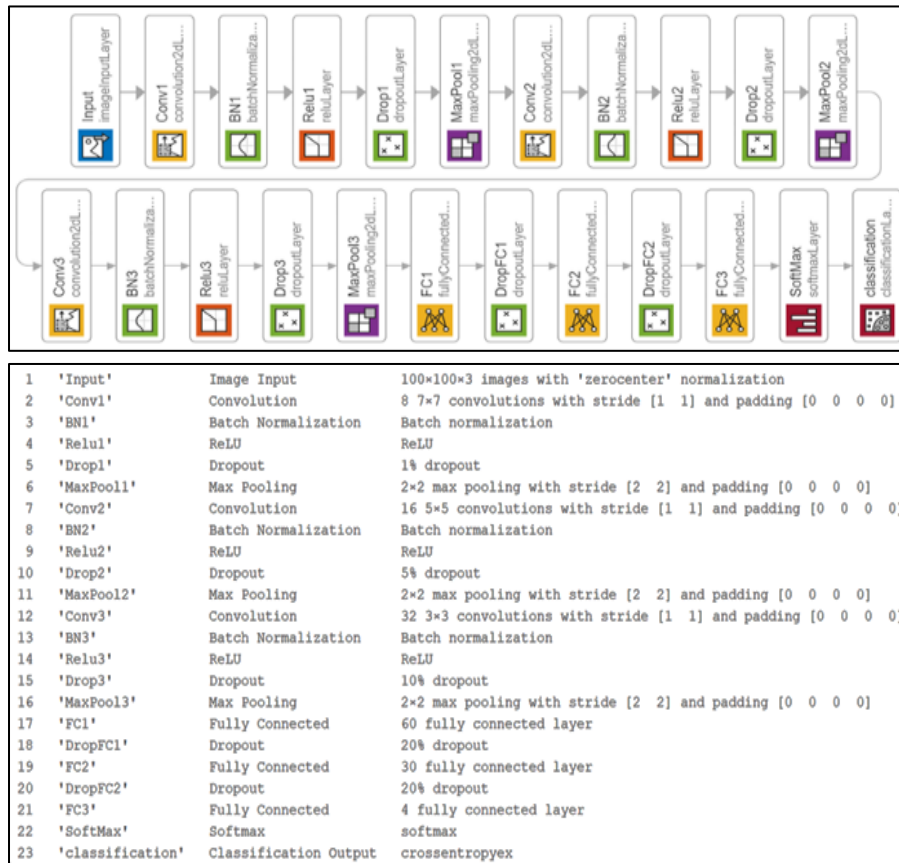 Input
imageInputLayer
Conv1
convolution2dL...
BN1
batchNormaliza...
Relu1
reluLayer
Drop1
dropoutLayer
MaxPool1
maxPooling2dL...
Conv2
convolution2dL...
BN2
batchNormaliza...
Relu2
reluLayer
Drop2
dropoutLayer
MaxPool2
maxPooling2dL...
Conv3
convolution2dL...
BN3
batchNormaliza...
Relu3
reluLayer
Drop3
dropoutLayer
MaxPool3
maxPooling2dL...
FC1
fullyConnected...
DropFC1
dropoutLayer
FC2
fullyConnected...
DropFC2
dropoutLayer
FC3
fullyConnected...
SoftMax
softmaxLayer
classification
classificationLa...
1 'Input' Image Input 100×100×3 images with 'zerocenter' normalization
2 'Conv1' Convolution 8 7×7 convolutions with stride [1 1] and padding [0 0 0 0]
3 'BN1' Batch Normalization Batch normalization
4 'Relu1' ReLU ReLU
5 'Drop1' Dropout 1% dropout
6 'MaxPool1' Max Pooling 2×2 max pooling with stride [2 2] and padding [0 0 0 0]
7 'Conv2' Convolution 16 5×5 convolutions with stride [1 1] and padding [0 0 0 0]
8 'BN2' Batch Normalization Batch normalization
9 'Relu2' ReLU ReLU
10 'Drop2' Dropout 5% dropout
11 'MaxPool2' Max Pooling 2×2 max pooling with stride [2 2] and padding [0 0 0 0]
12 'Conv3' Convolution 32 3×3 convolutions with stride [1 1] and padding [0 0 0 0]
13 'BN3' Batch Normalization Batch normalization
14 'Relu3' ReLU ReLU
15 'Drop3' Dropout 10% dropout
16 'MaxPool3' Max Pooling 2×2 max pooling with stride [2 2] and padding [0 0 0 0]
17 'FC1' Fully Connected 60 fully connected layer
18 'DropFC1' Dropout 20% dropout
19 'FC2' Fully Connected 30 fully connected layer
20 'DropFC2' Dropout 20% dropout
21 'FC3' Fully Connected 4 fully connected layer
22 'SoftMax' Softmax softmax
23 'classification' Classification Output crossentropyex